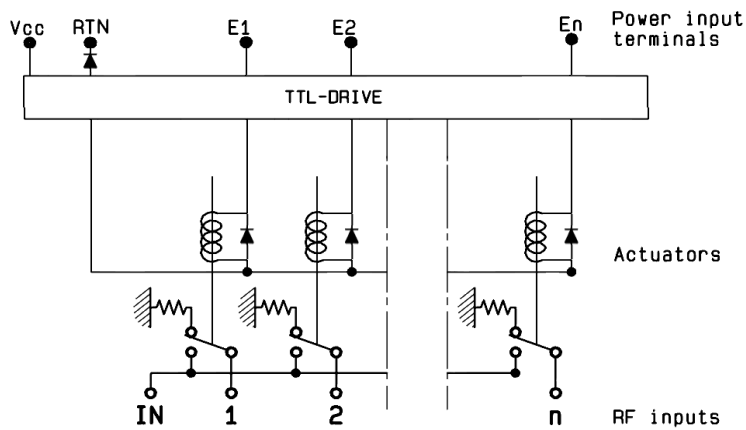 Vcc RTN E1 E2 En Power input
terminals
TTL-DRIVE
Actuators
IN 1 2 n RF inputs